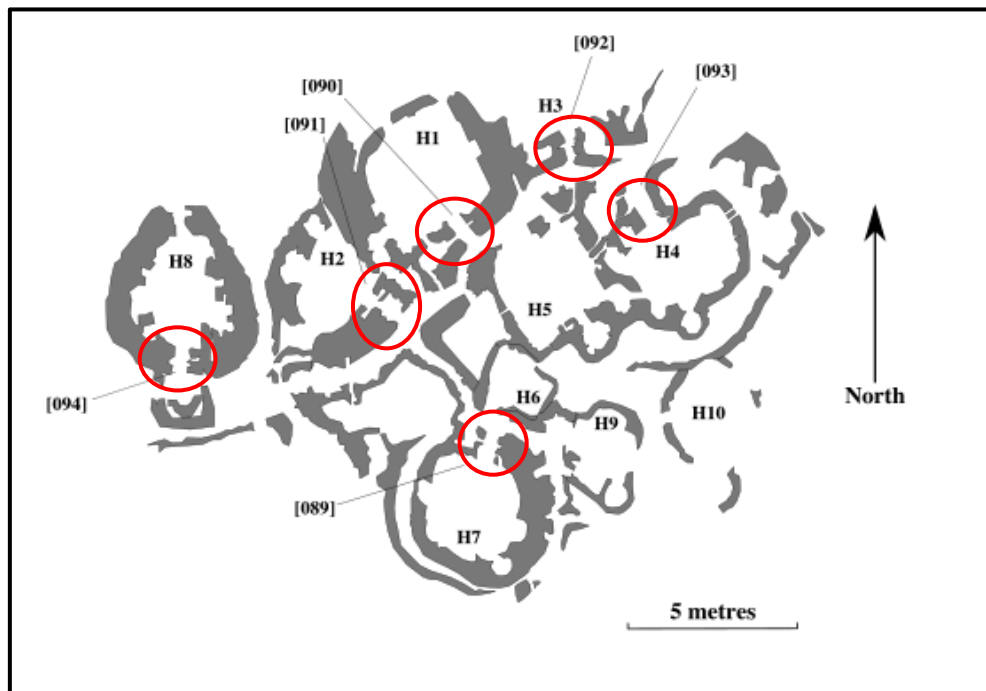 [092]
[093]
[090]
H3
[091]
H1
H2
H8
H4
H5
North
H6
[094]
H10
H9
[089]
H7
5 metres